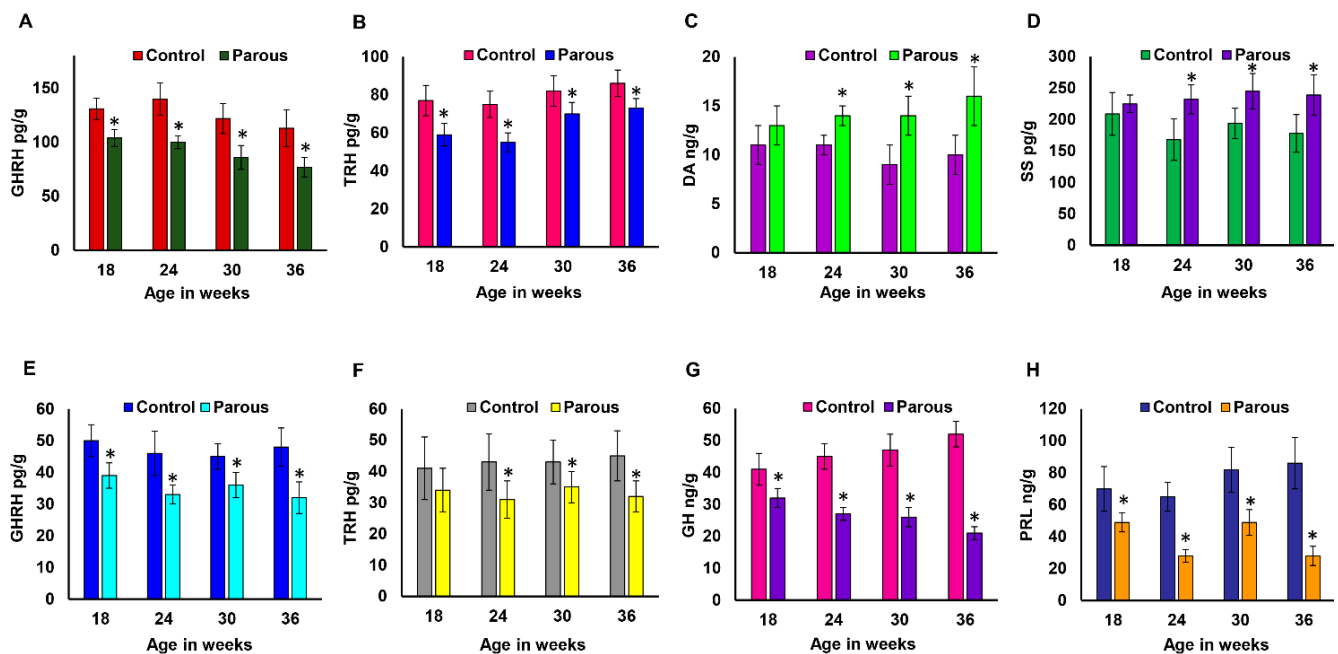 A
Control Parous
GHRH pg/g
150
100
50
0
*
*
*
*
18 24 30 36
Age in weeks
B
Control Parous
TRH pg/g
100
80
60
40
20
0
*
*
*
*
18 24 30 36
Age in weeks
C
Control Parous
DA ng/g
20
15
10
5
0
*
*
*
18 24 30 36
Age in weeks
D
Control Parous
SS pg/g
300
250
200
150
100
50
0
*
*
*
18 24 30 36
Age in weeks
E
Control Parous
GHRH pg/g
60
50
40
30
20
10
0
*
*
*
*
18 24 30 36
Age in weeks
F
Control Parous
TRH pg/g
60
50
40
30
20
10
0
*
*
*
18 24 30 36
Age in weeks
G
Control Parous
GH ng/g
60
50
40
30
20
10
0
*
*
*
*
18 24 30 36
Age in weeks
H
Control Parous
PRL ng/g
120
100
80
60
40
20
0
*
*
*
*
18 24 30 36
Age in weeks